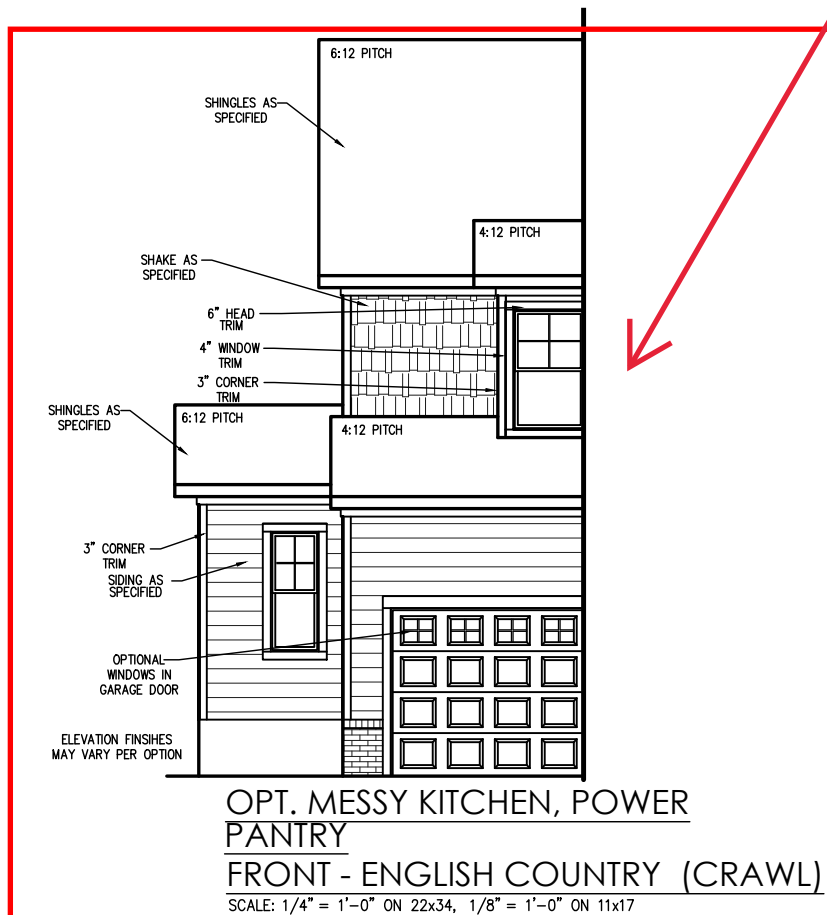 6:12 PITCH
SHINGLES AS
SPECIFIED
4:12 PITCH
SHAKE AS
SPECIFIED
6" HEAD
TRIM
4" WINDOW
TRIM
3" CORNER
TRIM
SHINGLES AS
SPECIFIED
6:12 PITCH
4:12 PITCH
3" CORNER
TRIM
SIDING AS
SPECIFIED
OPTIONAL
WINDOWS IN
GARAGE DOOR
ELEVATION FINSIHES
MAY VARY PER OPTION
OPT. MESSY KITCHEN, POWER
PANTRY
FRONT - ENGLISH COUNTRY (CRAWL)
SCALE: 1/4" = 1'-0" ON 22x34, 1/8" = 1'-0" ON 11x17